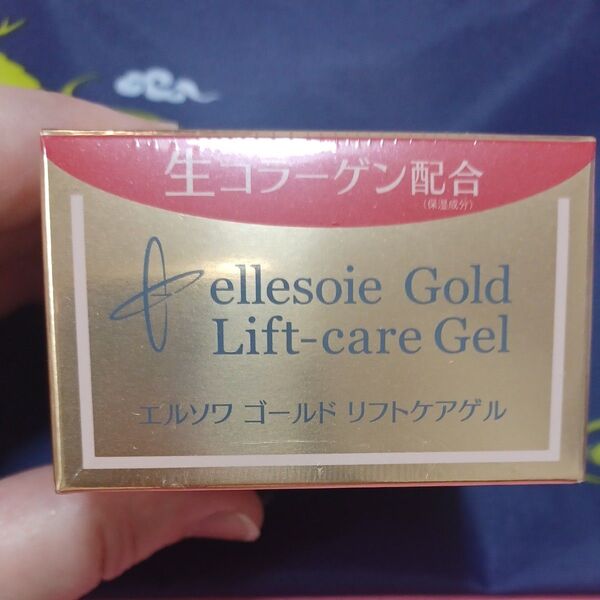 生コラーゲン配合
(保湿成分)
ellesoie Gold
Lift-care Gel
エルソワ ゴールド リフトケアゲル